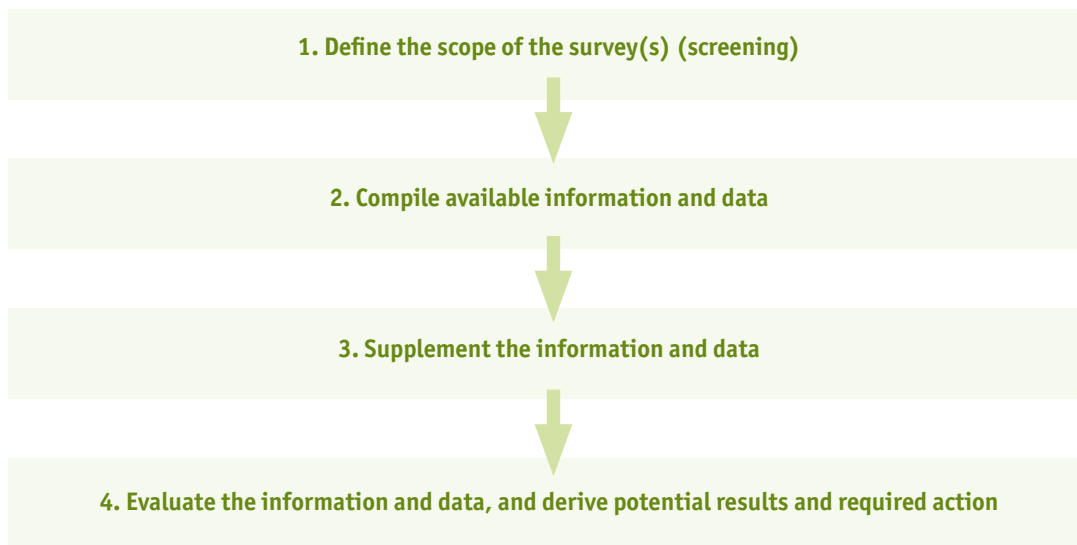 1. Define the scope of the survey(s) (screening)
2. Compile available information and data
3. Supplement the information and data
4. Evaluate the information and data, and derive potential results and required action